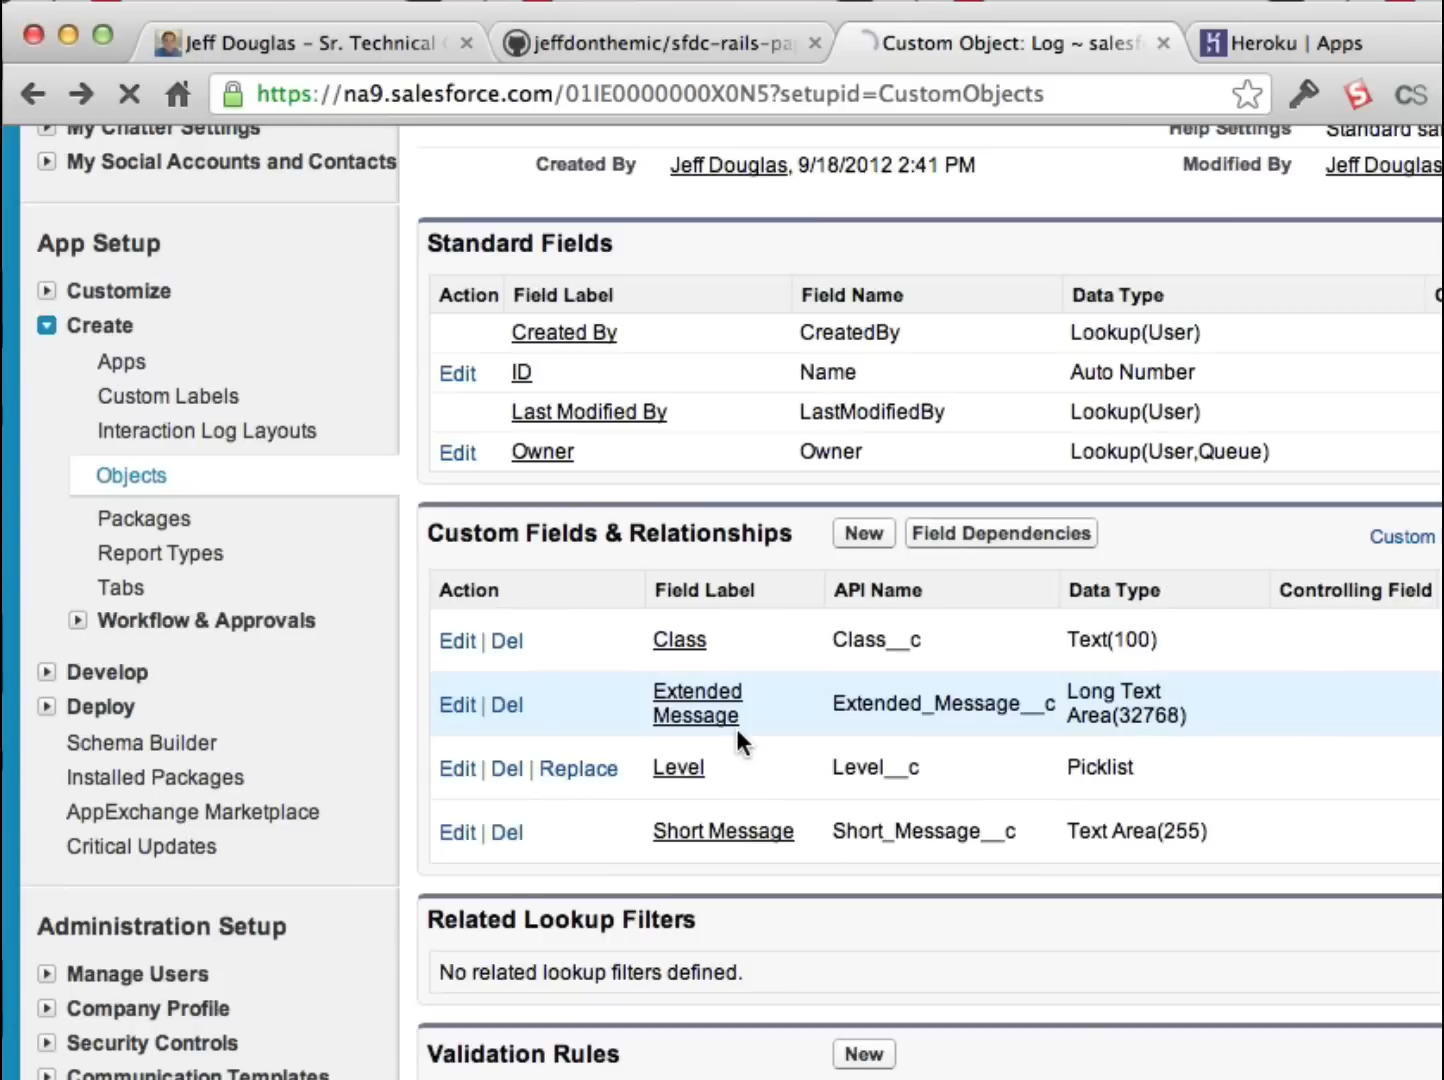 Jeff Douglas - Sr. Technical
jeffdonthemic/sfdc-rails-pa
Custom Object: Log ~ salesf
Heroku | Apps
https://na9.salesforce.com/01IE0000000X0N5?setupid=CustomObjects
CS
My Chatter Settings
My Social Accounts and Contacts
App Setup
Customize
Create
Apps
Custom Labels
Interaction Log Layouts
Objects
Packages
Report Types
Tabs
Workflow & Approvals
Develop
Deploy
Schema Builder
Installed Packages
AppExchange Marketplace
Critical Updates
Administration Setup
Manage Users
Company Profile
Security Controls
Communication Templates
Help Settings Standard sa
Created By Jeff Douglas, 9/18/2012 2:41 PM Modified By Jeff Douglas
Standard Fields
Action Field Label Field Name Data Type
Created By CreatedBy Lookup(User)
Edit ID Name Auto Number
Last Modified By LastModifiedBy Lookup(User)
Edit Owner Owner Lookup(User,Queue)
Custom Fields & Relationships New Field Dependencies Custom
Action Field Label API Name Data Type Controlling Field
Edit | Del Class Class__c Text(100)
Edit | Del Extended Message Extended_Message__c Long Text Area(32768)
Edit | Del | Replace Level Level__c Picklist
Edit | Del Short Message Short_Message__c Text Area(255)
Related Lookup Filters
No related lookup filters defined.
Validation Rules New